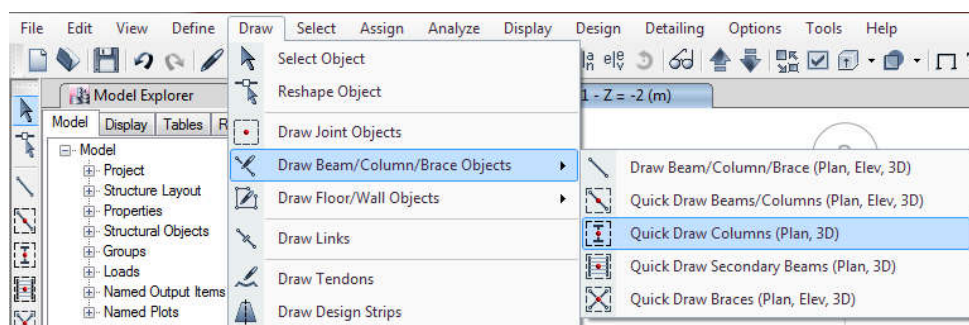 File Edit View Define Draw Select Assign Analyze Display Design Detailing Options Tools Help
Model Explorer
1 - Z = -2 (m)
Model Display Tables R
Model
Project
Structure Layout
Properties
Structural Objects
Groups
Loads
Named Output Items
Named Plots
Select Object
Reshape Object
Draw Joint Objects
Draw Beam/Column/Brace Objects
Draw Floor/Wall Objects
Draw Links
Draw Tendons
Draw Design Strips
Draw Beam/Column/Brace (Plan, Elev, 3D)
Quick Draw Beams/Columns (Plan, Elev, 3D)
Quick Draw Columns (Plan, 3D)
Quick Draw Secondary Beams (Plan, 3D)
Quick Draw Braces (Plan, Elev, 3D)